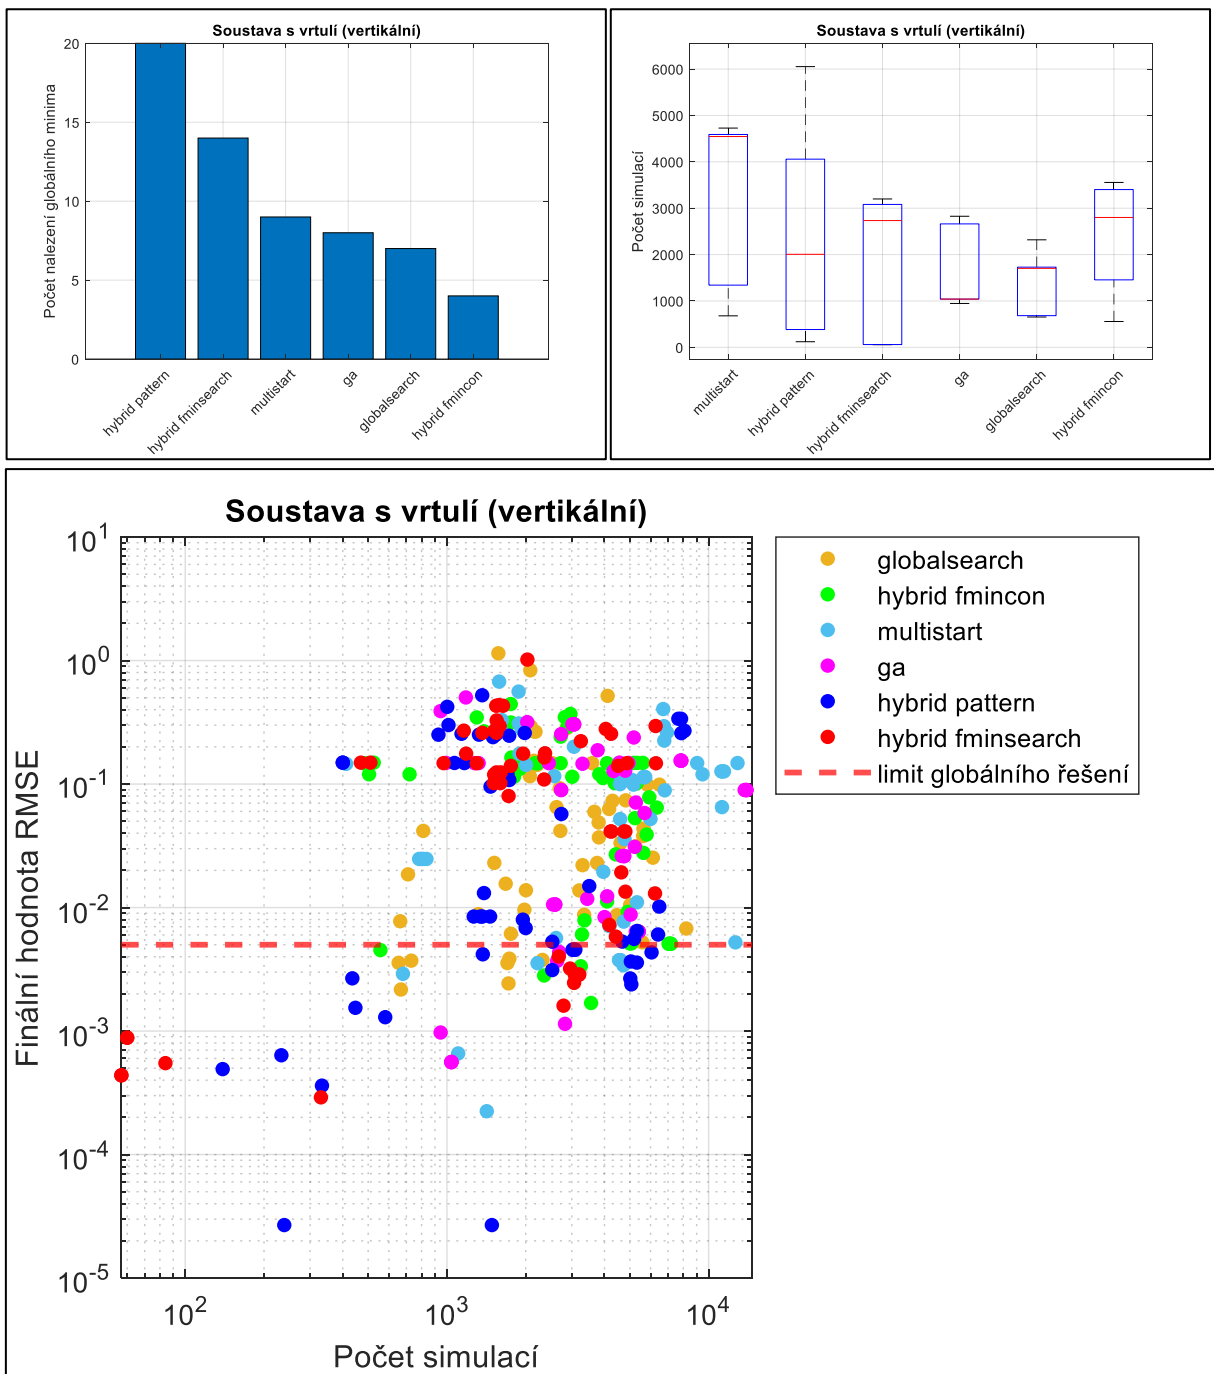 Soustava s vrtulí (vertikální)
Počet nalezení globálního minima
20
15
10
5
0
hybrid pattern
hybrid fminsearch
multistart
ga
globalsearch
hybrid fmincon
Soustava s vrtulí (vertikální)
Počet simulací
6000
5000
4000
3000
2000
1000
0
multistart
hybrid pattern
hybrid fminsearch
ga
globalsearch
hybrid fmincon
Soustava s vrtulí (vertikální)
Finální hodnota RMSE
10^1
10^0
10^-1
10^-2
10^-3
10^-4
10^-5
10^2
10^3
10^4
Počet simulací
globalsearch
hybrid fmincon
multistart
ga
hybrid pattern
hybrid fminsearch
limit globálního řešení